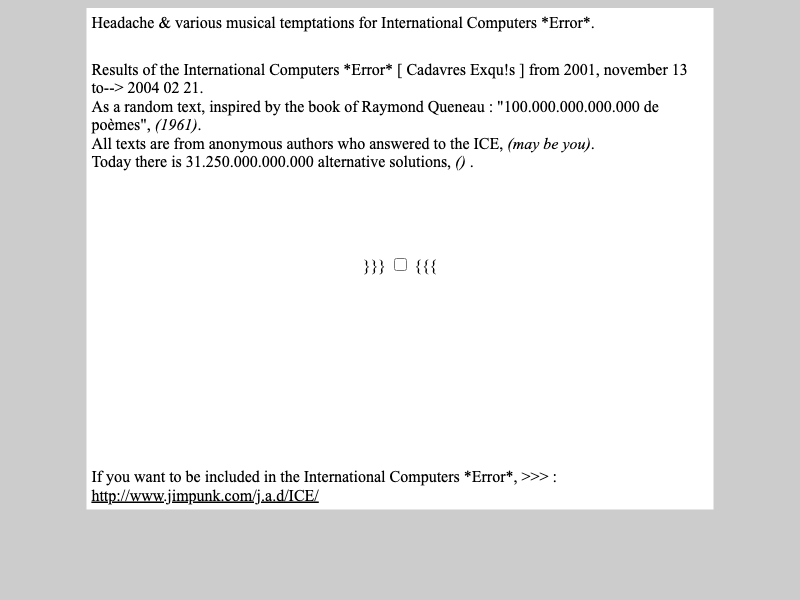 Headache & various musical temptations for International Computers *Error*.
Results of the International Computers *Error* [ Cadavres Exqu!s ] from 2001, november 13
to--> 2004 02 21.
As a random text, inspired by the book of Raymond Queneau : "100.000.000.000.000 de
poèmes", (1961).
All texts are from anonymous authors who answered to the ICE, (may be you).
Today there is 31.250.000.000.000 alternative solutions, () .
}}} {{{
If you want to be included in the International Computers *Error*, >>> :
http://www.jimpunk.com/j.a.d/ICE/